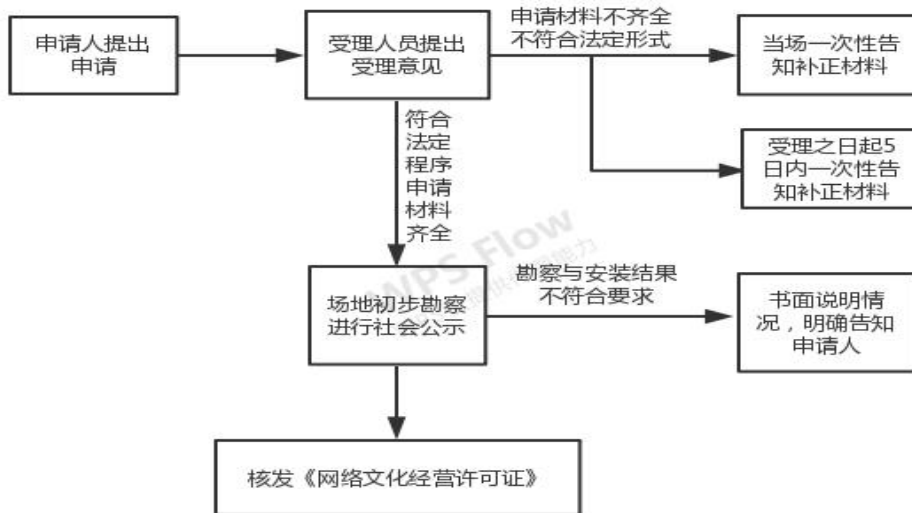 申请人提出
申请
受理人员提出
受理意见
申请材料不齐全
不符合法定形式
当场一次性告
知补正材料
受理之日起5
日内一次性告
知补正材料
符合
法定
程序
申请
材料
齐全
WPS Flow
场地初步勘察
进行社会公示
勘察与安装结果
不符合要求
书面说明情
况，明确告知
申请人
核发《网络文化经营许可证》